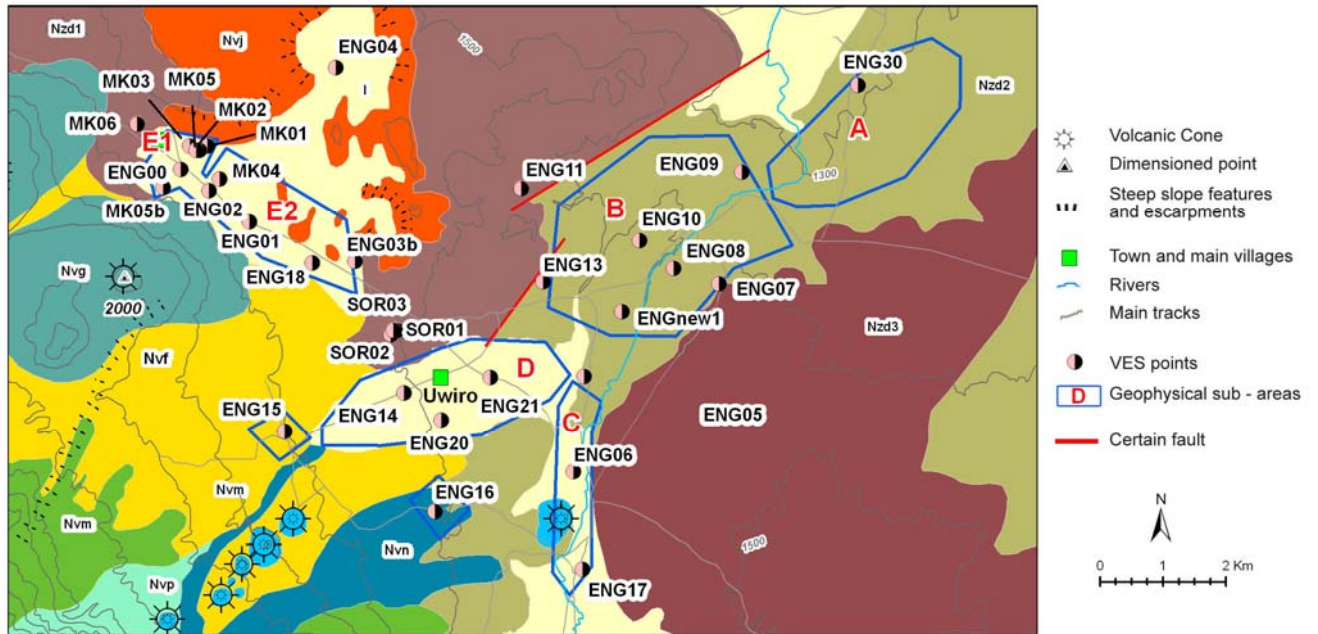 Nzd1
Nvj
ENG04
1500
ENG30
Nzd2
MK03
MK05
MK02
MK01
MK06
I
A
E1
ENG11
ENG09
1300
ENG00
MK04
MK05b
ENG02
E2
B
ENG10
ENG01
ENG03b
ENG08
Nvg
ENG18
ENG13
ENG07
2000
SOR03
ENGnew1
SOR01
SOR02
Nzd3
Nvf
D
Uwiro
ENG15
ENG14
ENG21
ENG05
ENG20
C
ENG06
Nvm
ENG16
Nvm
Nvn
1500
Nvp
ENG17
Volcanic Cone
Dimensioned point
Steep slope features
and escarpments
Town and main villages
Rivers
Main tracks
VES points
D
Geophysical sub - areas
Certain fault
N
0 1 2 Km